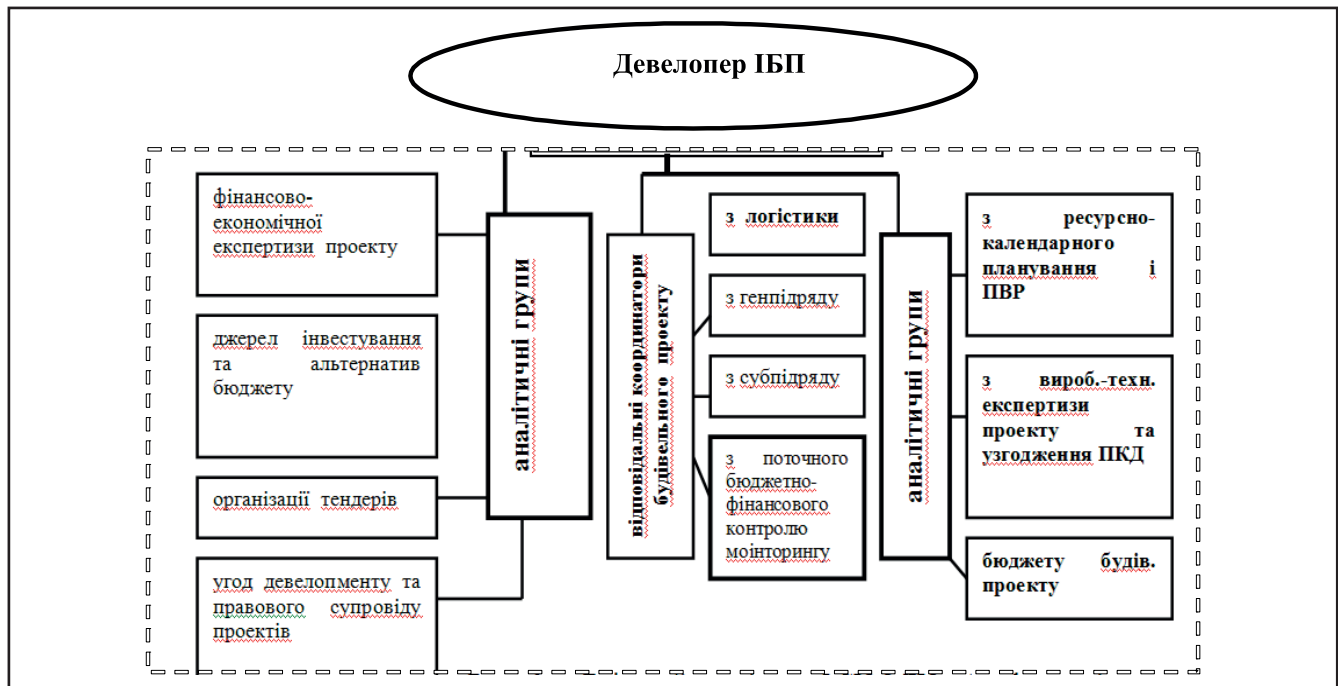 Девелопер ІБП
фінансово-
економічної
експертизи проекту
джерел інвестування
та альтернатив
бюджету
організації тендерів
угод девелопменту та
правового супровіду
проектів
аналітичні групи
відповідальні координатори
будівельного проекту
з логістики
з генпідряду
з субпідряду
з поточного
бюджетно-
фінансового
контролю
моінторингу
аналітичні групи
з ресурсно-
календарного
планування і
ПВР
з вироб.-техн.
експертизи
проекту та
узгодження ПКД
бюджету будів.
проекту